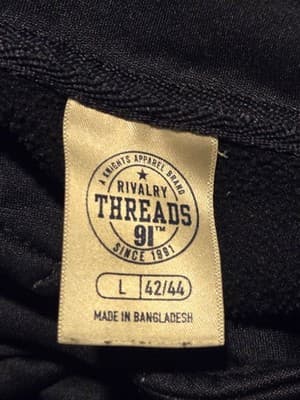 A KNIGHTS APPAREL BRAND
★
RIVALRY
THREADS
91™
SINCE 1991
L 42/44
MADE IN BANGLADESH